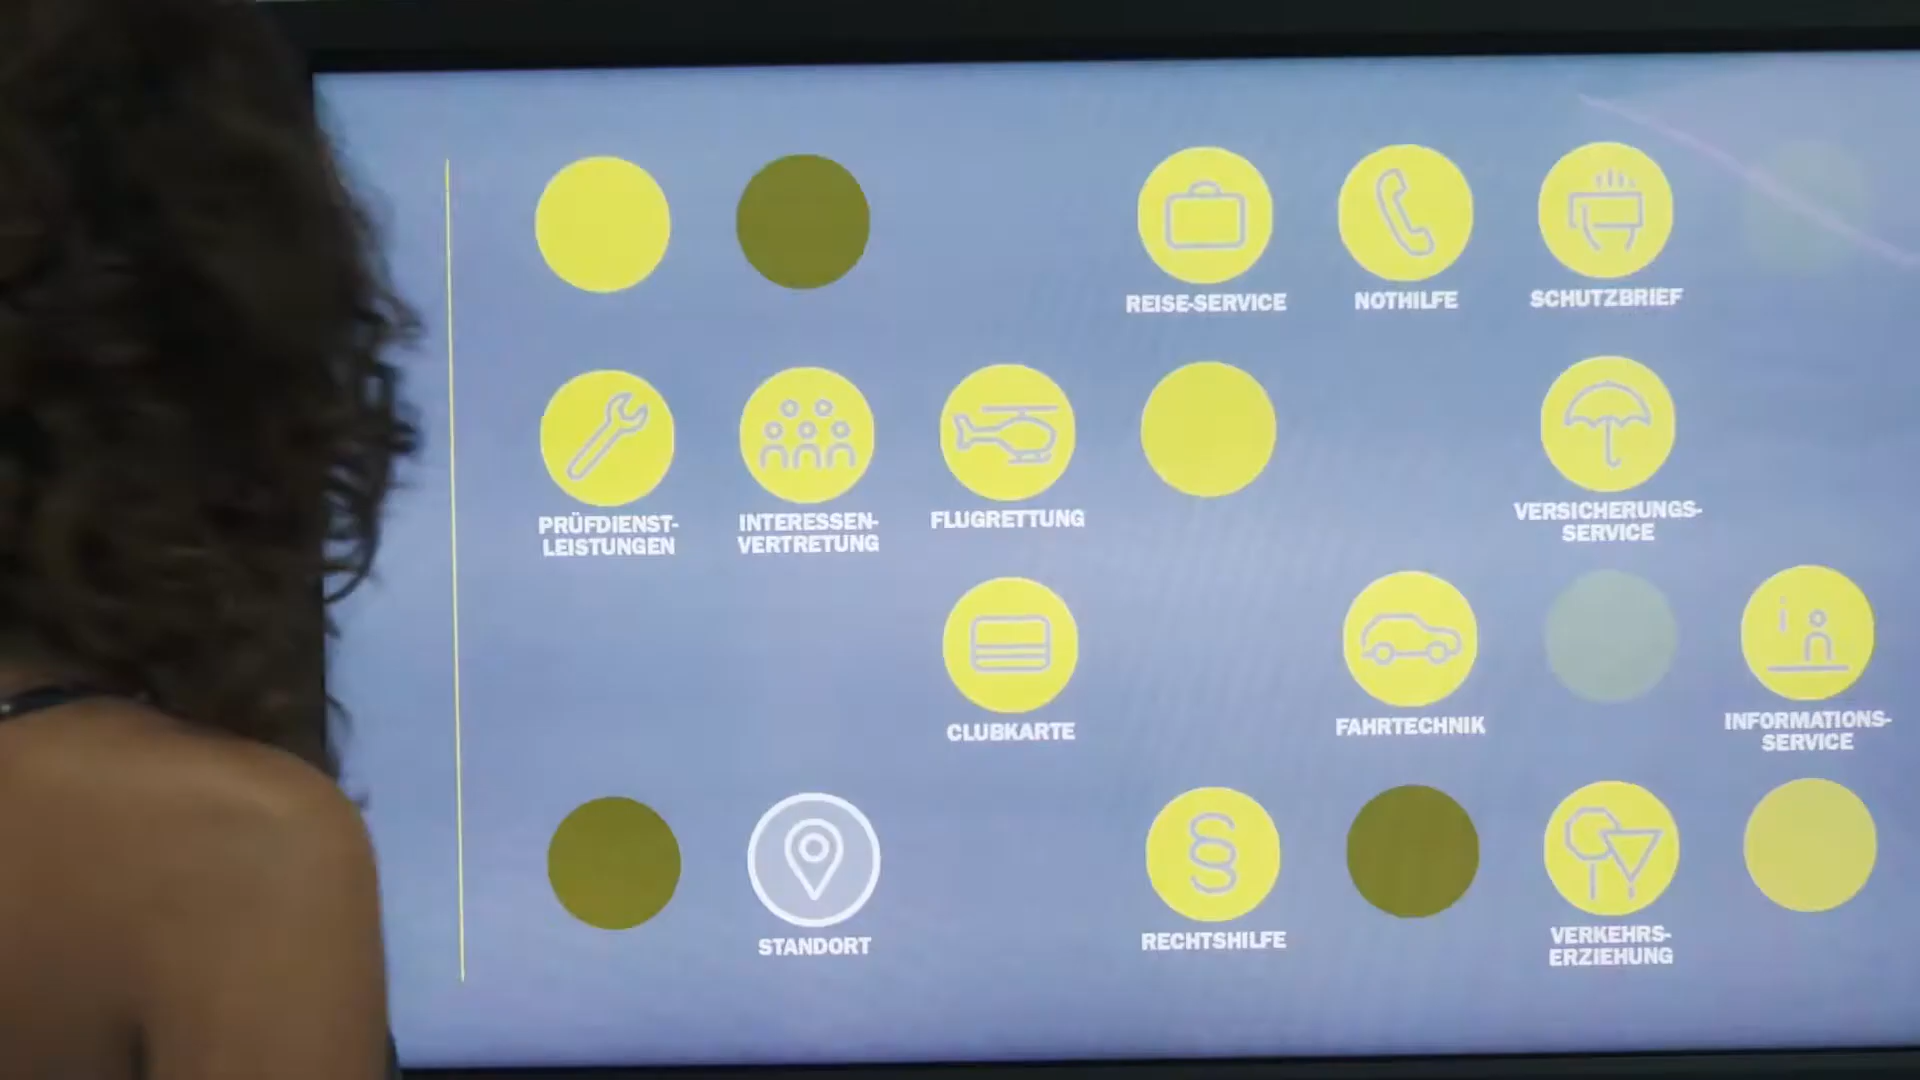 REISE-SERVICE
NOTHILFE
SCHUTZBRIEF
PRÜFDIENST-
LEISTUNGEN
INTERESSEN-
VERTRETUNG
FLUGRETTUNG
VERSICHERUNGS-
SERVICE
CLUBKARTE
FAHRTECHNIK
INFORMATIONS-
SERVICE
STANDORT
RECHTSHILFE
VERKEHRS-
ERZIEHUNG